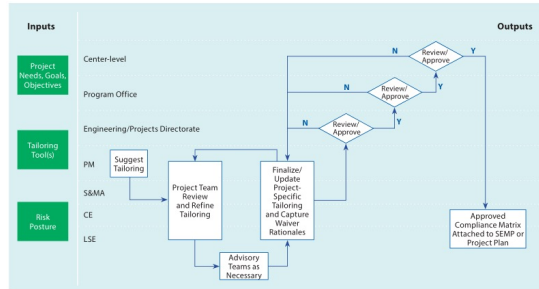 Inputs
Outputs
Project
Needs, Goals,
Objectives
Tailoring
Tool(s)
Risk
Posture
Center-level
Program Office
Engineering/Projects Directorate
PM
S&MA
CE
LSE
Suggest
Tailoring
Project Team
Review
and Refine
Tailoring
Advisory
Teams as
Necessary
Finalize/
Update
Project-
Specific
Tailoring
and Capture
Waiver
Rationales
Review/
Approve
N
Y
Review/
Approve
N
Y
Review/
Approve
N
Y
Approved
Compliance Matrix
Attached to SEMP or
Project Plan